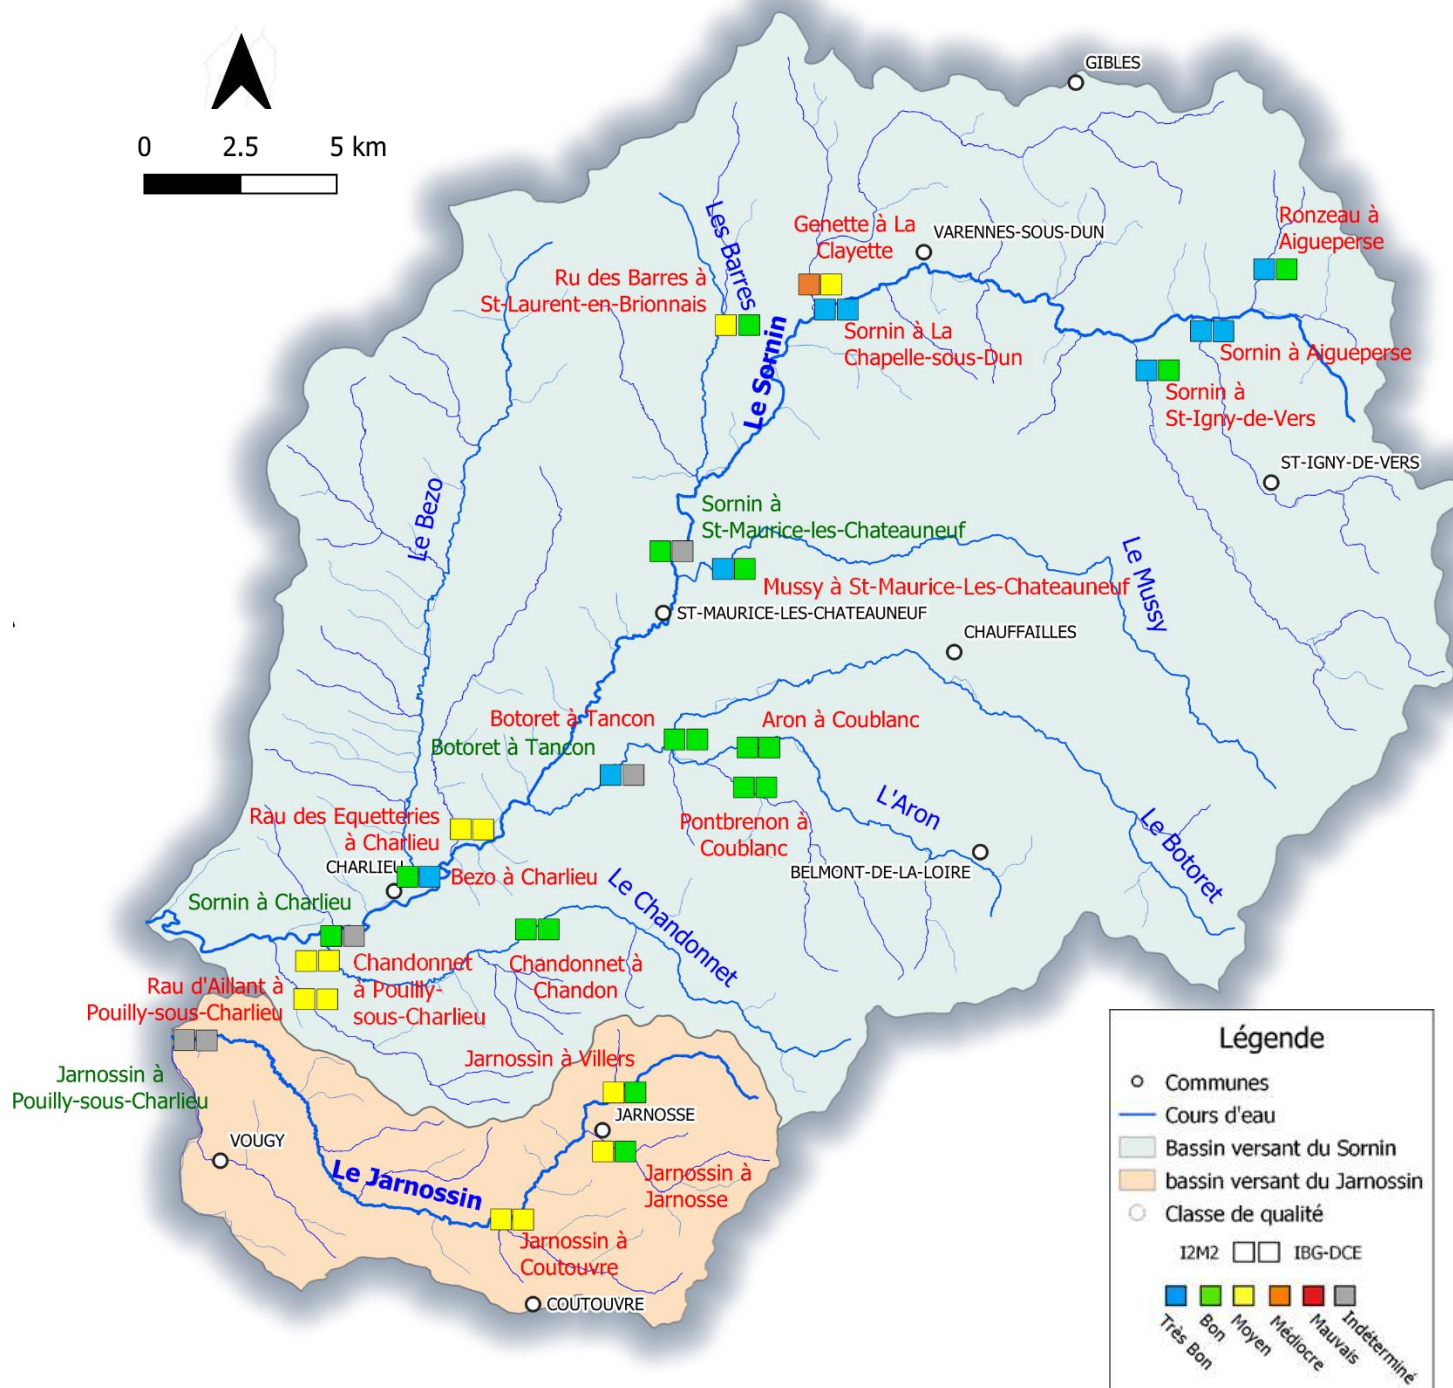 GIBLES
0 2.5 5 km
Ronzeau à
Aigueperse
Genette à La
Clayette
VARENNES-SOUS-DUN
Les Barres
Ru des Barres à
St-Laurent-en-Brionnais
Sornin à La
Chapelle-sous-Dun
Sornin à Aigueperse
Le Sornin
Sornin à
St-Igny-de-Vers
ST-IGNY-DE-VERS
Le Bezo
Sornin à
St-Maurice-les-Chateauneuf
Le Mussy
Mussy à St-Maurice-Les-Chateauneuf
ST-MAURICE-LES-CHATEAUNEUF
CHAUFFAILLES
Botoret à Tancon
Aron à Coublanc
Botoret à Tancon
L'Aron
Le Botoret
Rau des Equetteries
à Charlieu
Pontbrenon à
Coublanc
CHARLIEU
Bezo à Charlieu
BELMONT-DE-LA-LOIRE
Le Chandonnet
Sornin à Charlieu
Chandonnet
à Pouilly-
sous-Charlieu
Chandonnet à
Chandon
Rau d'Aillant à
Pouilly-sous-Charlieu
Jarnossin à Villers
Jarnossin à
Pouilly-sous-Charlieu
JARNOSSE
VOUGY
Le Jarnossin
Jarnossin à
Jarnosse
Jarnossin à
Coutouvre
COUTOUVRE
Légende
Communes
Cours d'eau
Bassin versant du Sornin
bassin versant du Jarnossin
Classe de qualité
I2M2 IBG-DCE
Très Bon
Bon
Moyen
Médiocre
Mauvais
Indéterminé